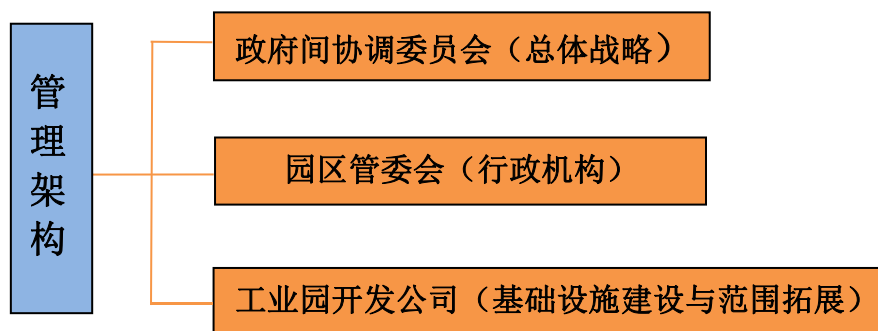 管理架构
政府间协调委员会（总体战略）
园区管委会（行政机构）
工业园开发公司（基础设施建设与范围拓展）